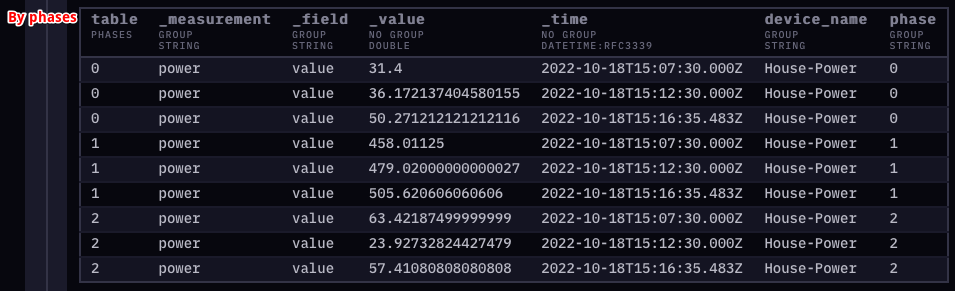 By phases
table _measurement _field _value _time device_name phase
PHASES GROUP GROUP NO GROUP NO GROUP GROUP GROUP
STRING STRING DOUBLE DATETIME:RFC3339 STRING STRING
0 power value 31.4 2022-10-18T15:07:30.000Z House-Power 0
0 power value 36.172137404580155 2022-10-18T15:12:30.000Z House-Power 0
0 power value 50.271212121212116 2022-10-18T15:16:35.483Z House-Power 0
1 power value 458.01125 2022-10-18T15:07:30.000Z House-Power 1
1 power value 479.02000000000027 2022-10-18T15:12:30.000Z House-Power 1
1 power value 505.620606060606 2022-10-18T15:16:35.483Z House-Power 1
2 power value 63.42187499999999 2022-10-18T15:07:30.000Z House-Power 2
2 power value 23.92732824427479 2022-10-18T15:12:30.000Z House-Power 2
2 power value 57.41080808080808 2022-10-18T15:16:35.483Z House-Power 2